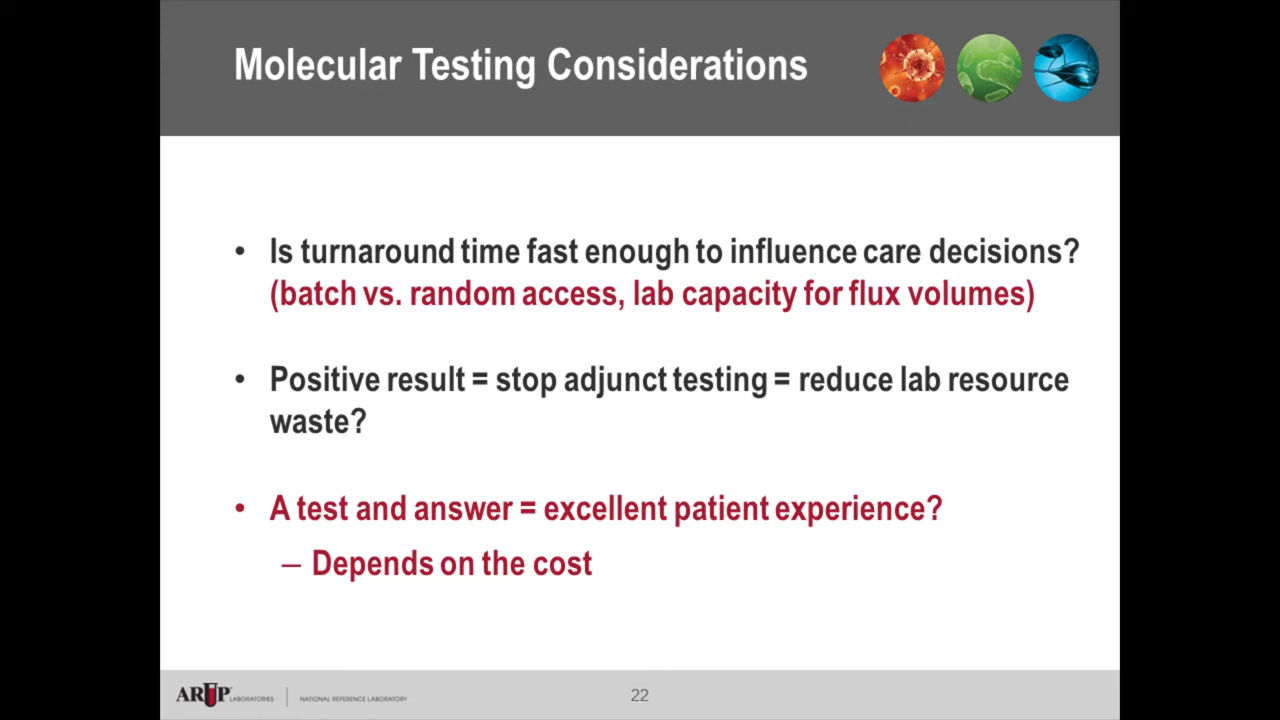 Molecular Testing Considerations
• Is turnaround time fast enough to influence care decisions?
(batch vs. random access, lab capacity for flux volumes)
• Positive result = stop adjunct testing = reduce lab resource
waste?
• A test and answer = excellent patient experience?
– Depends on the cost
ARUP LABORATORIES | NATIONAL REFERENCE LABORATORY
22